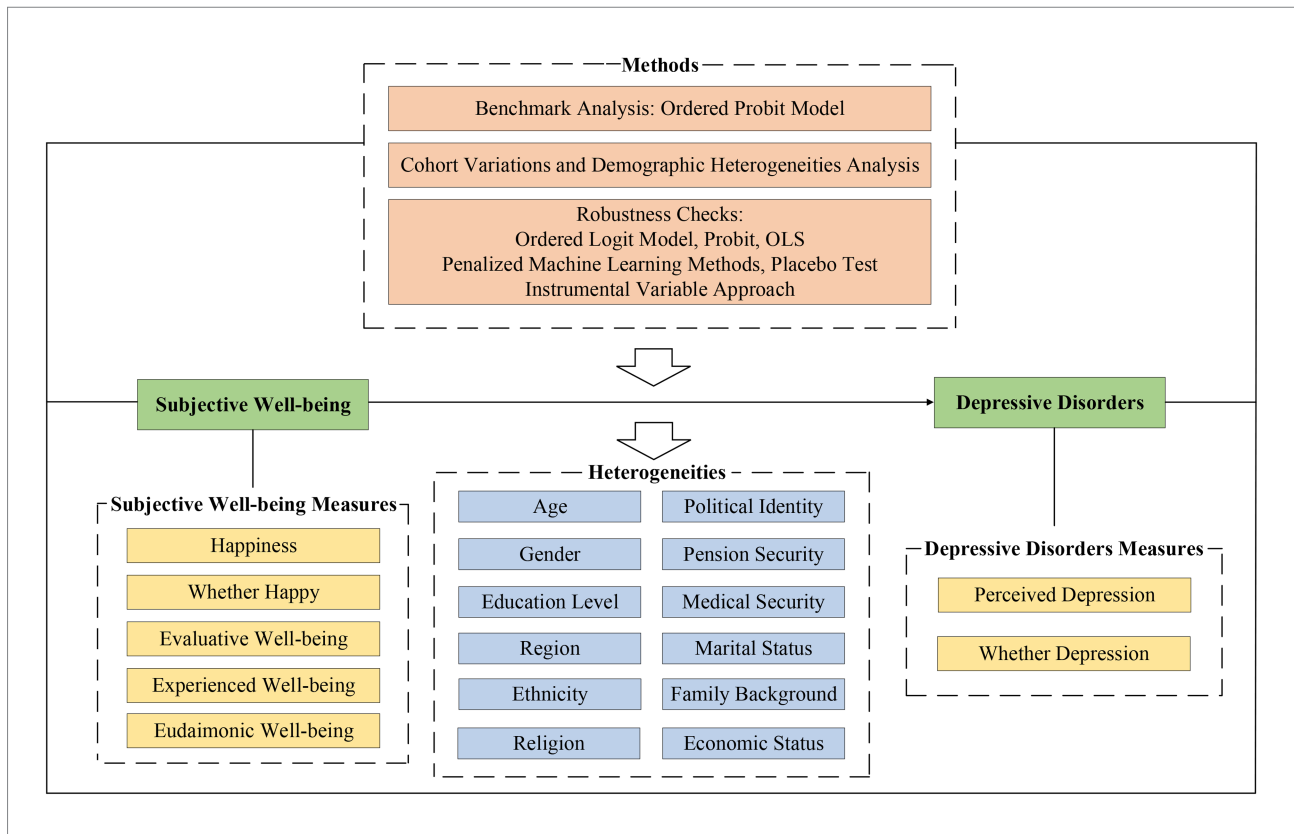 Methods
Benchmark Analysis: Ordered Probit Model
Cohort Variations and Demographic Heterogeneities Analysis
Robustness Checks:
Ordered Logit Model, Probit, OLS
Penalized Machine Learning Methods, Placebo Test
Instrumental Variable Approach
Subjective Well-being
Depressive Disorders
Subjective Well-being Measures
Happiness
Whether Happy
Evaluative Well-being
Experienced Well-being
Eudaimonic Well-being
Heterogeneities
Age
Political Identity
Gender
Pension Security
Education Level
Medical Security
Region
Marital Status
Ethnicity
Family Background
Religion
Economic Status
Depressive Disorders Measures
Perceived Depression
Whether Depression